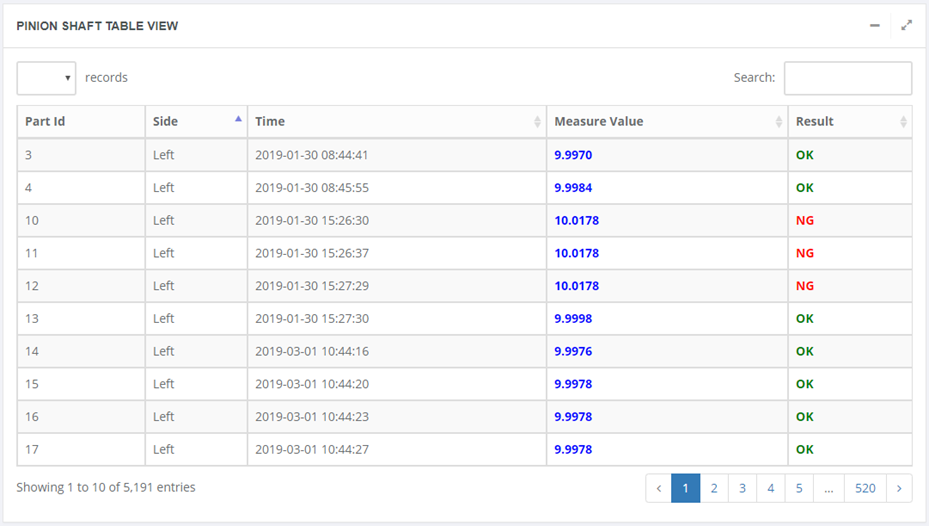 PINION SHAFT TABLE VIEW
records Search:
Part Id Side Time Measure Value Result
3 Left 2019-01-30 08:44:41 9.9970 OK
4 Left 2019-01-30 08:45:55 9.9984 OK
10 Left 2019-01-30 15:26:30 10.0178 NG
11 Left 2019-01-30 15:26:37 10.0178 NG
12 Left 2019-01-30 15:27:29 10.0178 NG
13 Left 2019-01-30 15:27:30 9.9998 OK
14 Left 2019-03-01 10:44:16 9.9976 OK
15 Left 2019-03-01 10:44:20 9.9978 OK
16 Left 2019-03-01 10:44:23 9.9978 OK
17 Left 2019-03-01 10:44:27 9.9978 OK
Showing 1 to 10 of 5,191 entries ‹ 1 2 3 4 5 ... 520 ›